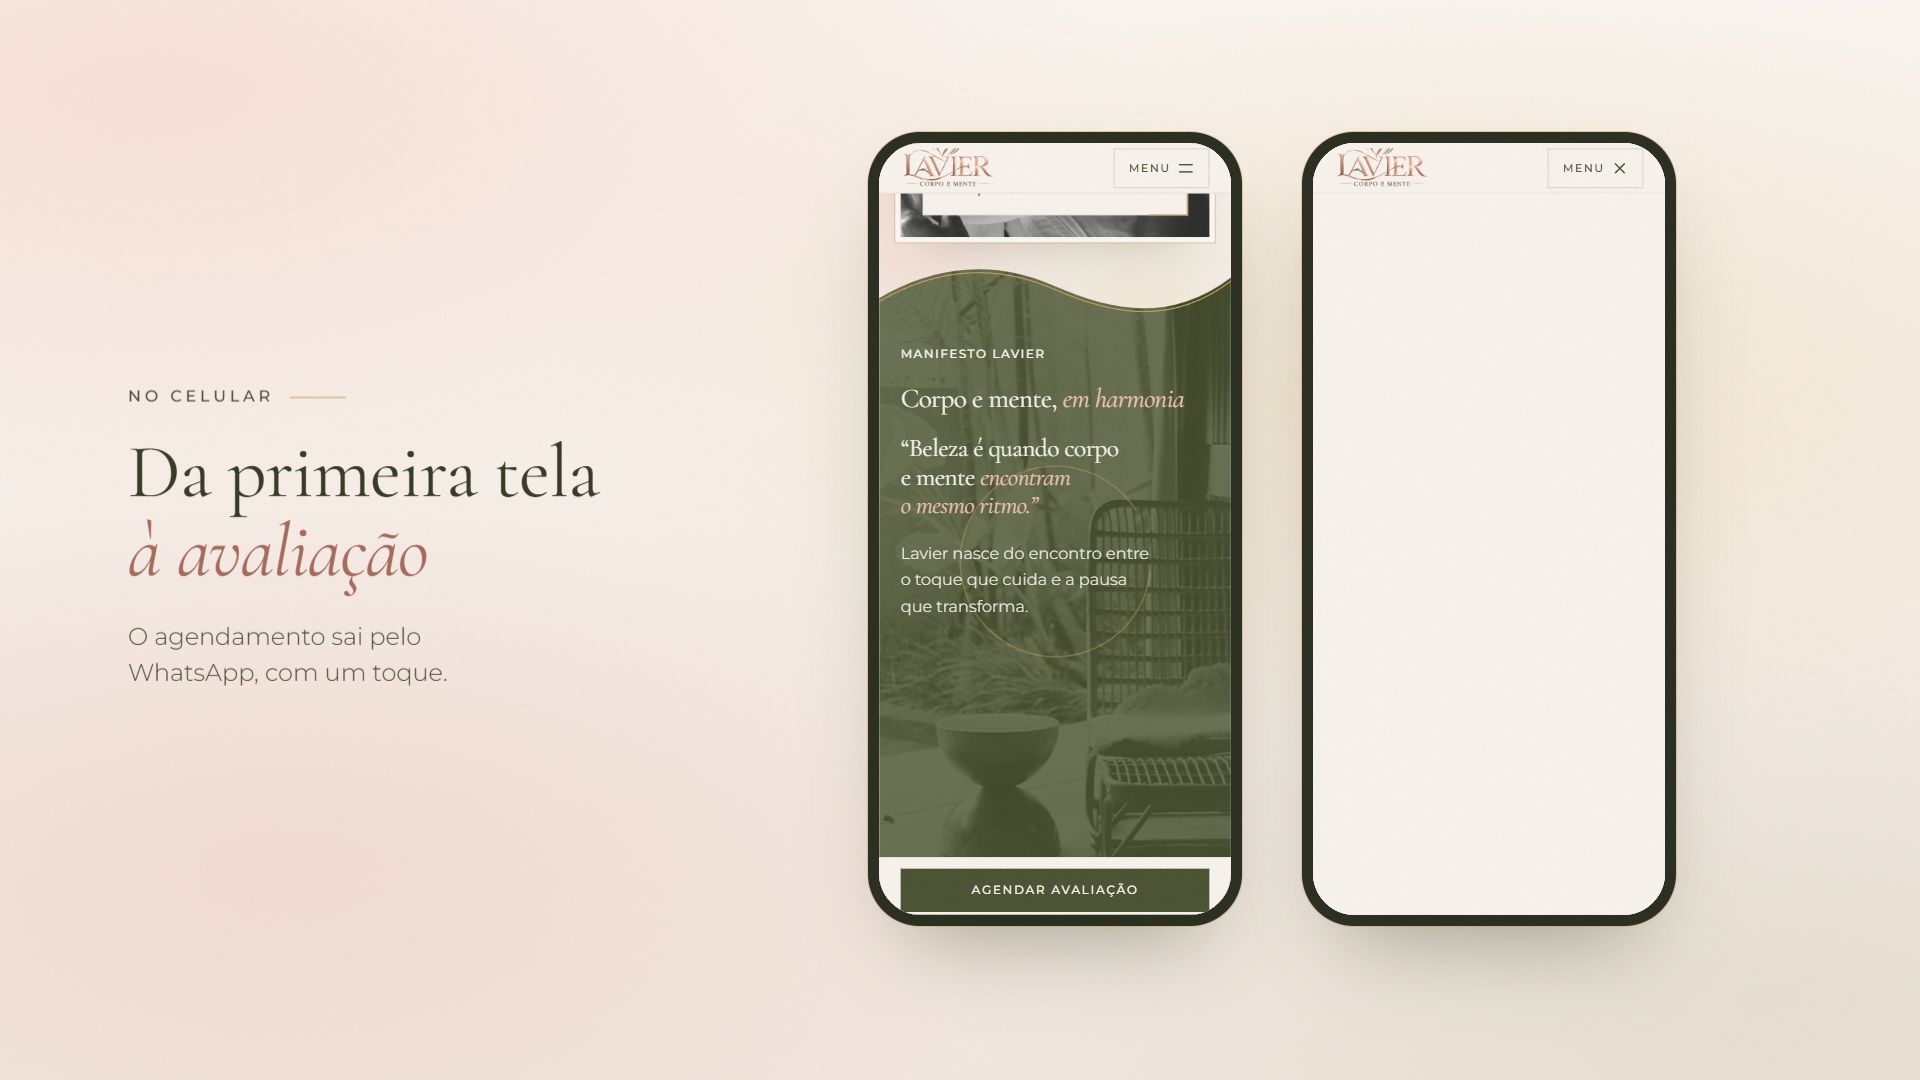 NO CELULAR
Da primeira tela
à avaliação
O agendamento sai pelo
WhatsApp, com um toque.
LAVIER
CORPO E MENTE
MENU
MANIFESTO LAVIER
Corpo e mente, em harmonia
“Beleza é quando corpo
e mente encontram
o mesmo ritmo.”
Lavier nasce do encontro entre
o toque que cuida e a pausa
que transforma.
AGENDAR AVALIAÇÃO
LAVIER
CORPO E MENTE
MENU